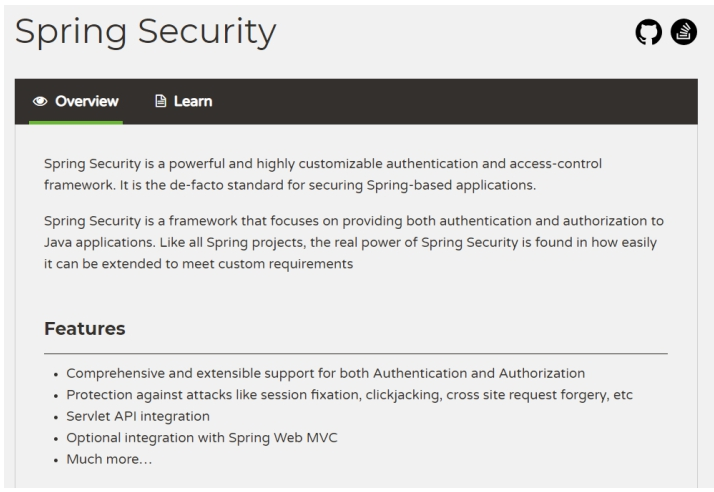 Spring Security
Overview
Learn
Spring Security is a powerful and highly customizable authentication and access-control
framework. It is the de-facto standard for securing Spring-based applications.
Spring Security is a framework that focuses on providing both authentication and authorization to
Java applications. Like all Spring projects, the real power of Spring Security is found in how easily
it can be extended to meet custom requirements
Features
• Comprehensive and extensible support for both Authentication and Authorization
• Protection against attacks like session fixation, clickjacking, cross site request forgery, etc
• Servlet API integration
• Optional integration with Spring Web MVC
• Much more…